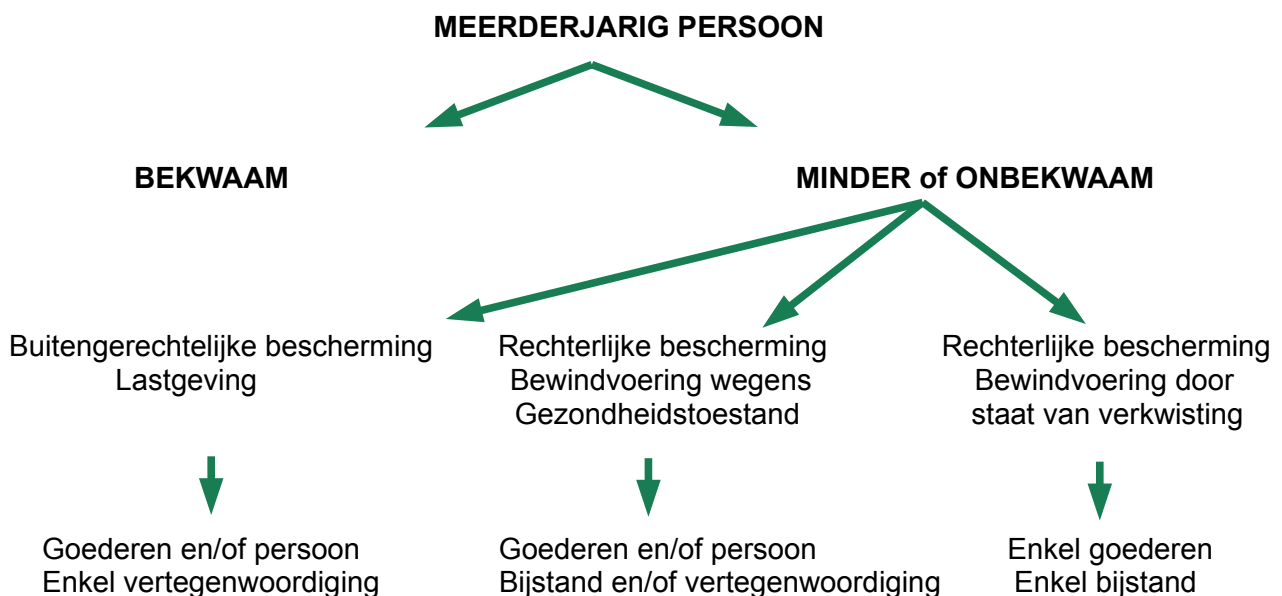 MEERDERJARIG PERSOON
BEKWAAM
MINDER of ONBEKWAAM
Buitengerechtelijke bescherming
Lastgeving
Rechterlijke bescherming
Bewindvoering wegens
Gezondheidstoestand
Rechterlijke bescherming
Bewindvoering door
staat van verkwisting
Goederen en/of persoon
Enkel vertegenwoordiging
Goederen en/of persoon
Bijstand en/of vertegenwoordiging
Enkel goederen
Enkel bijstand